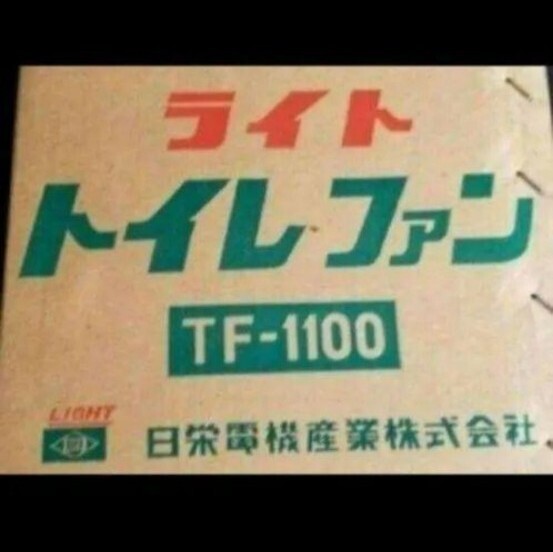 ライト
トイレファン
TF-1100
LIGHT
日栄電機産業株式会社